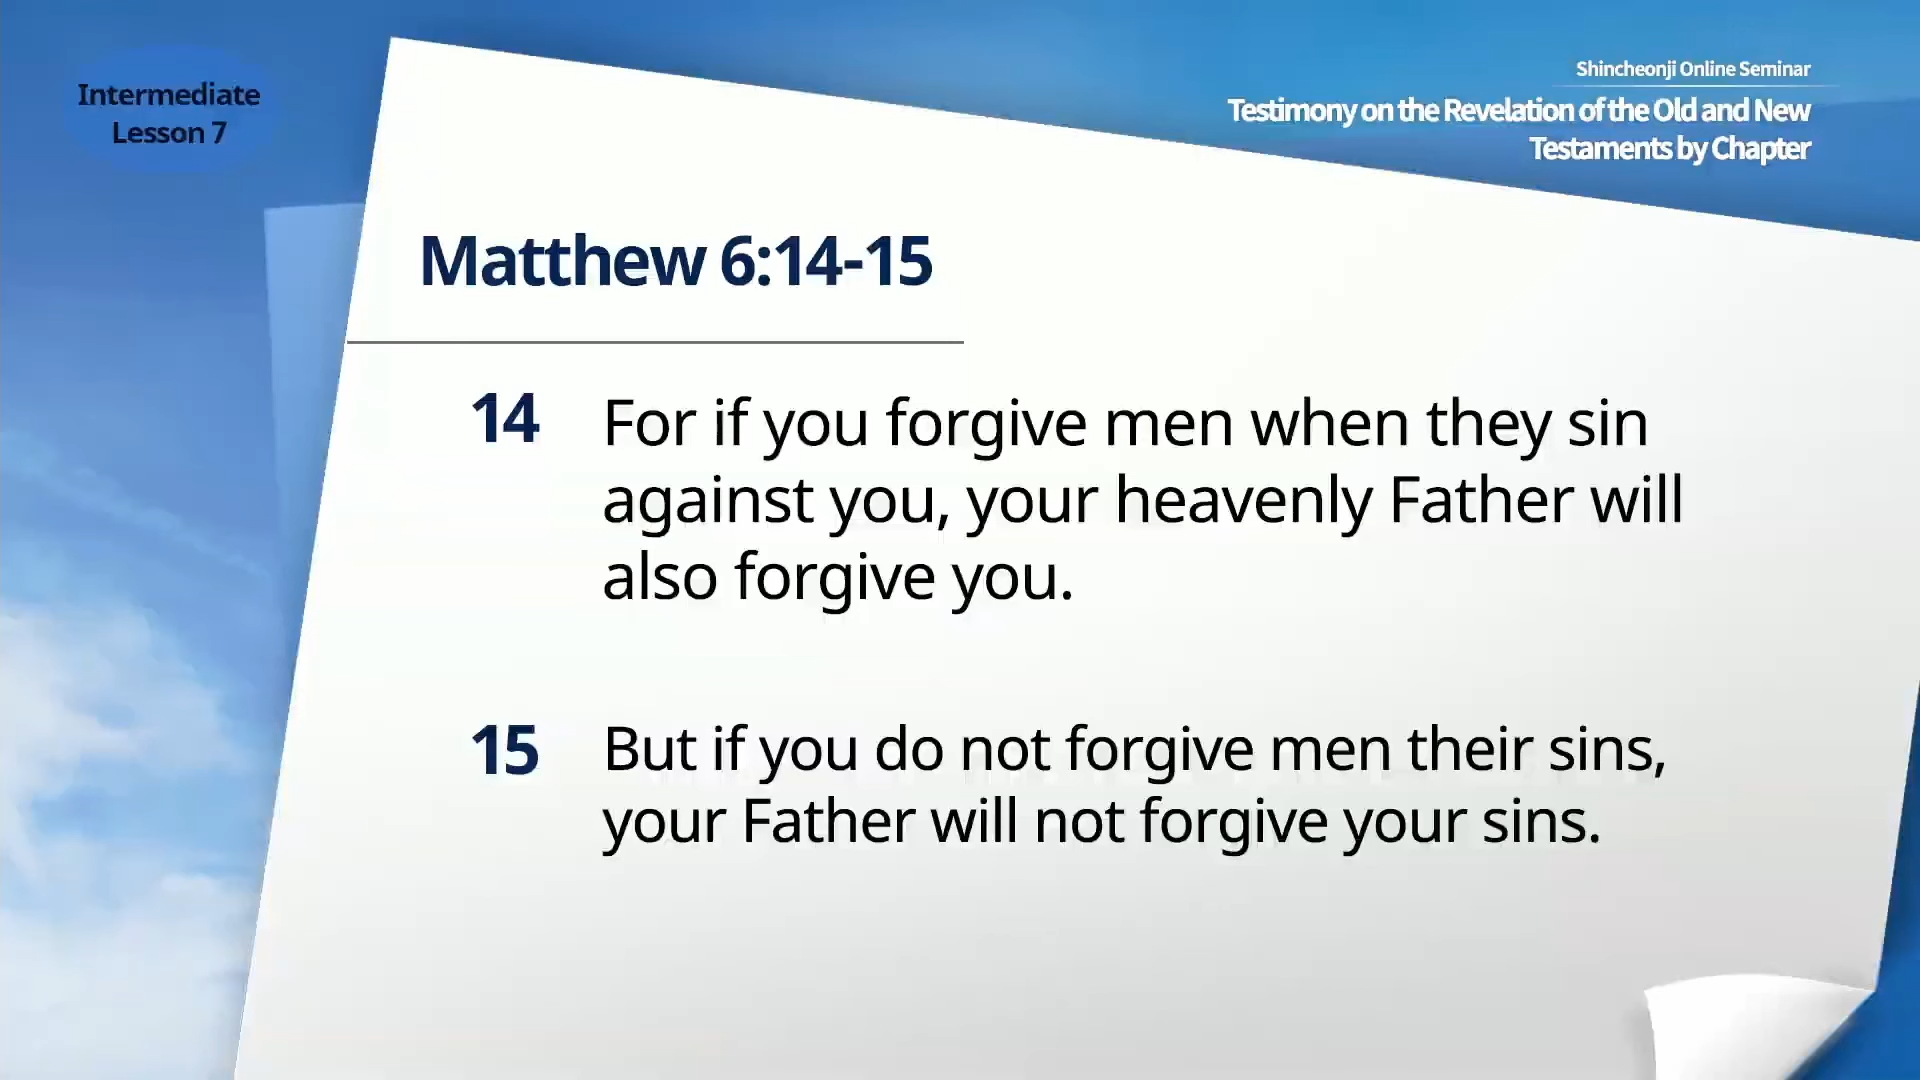 Intermediate
Lesson 7
Shincheonji Online Seminar
Testimony on the Revelation of the Old and New
Testaments by Chapter
Matthew 6:14-15
14 For if you forgive men when they sin
against you, your heavenly Father will
also forgive you.
15 But if you do not forgive men their sins,
your Father will not forgive your sins.